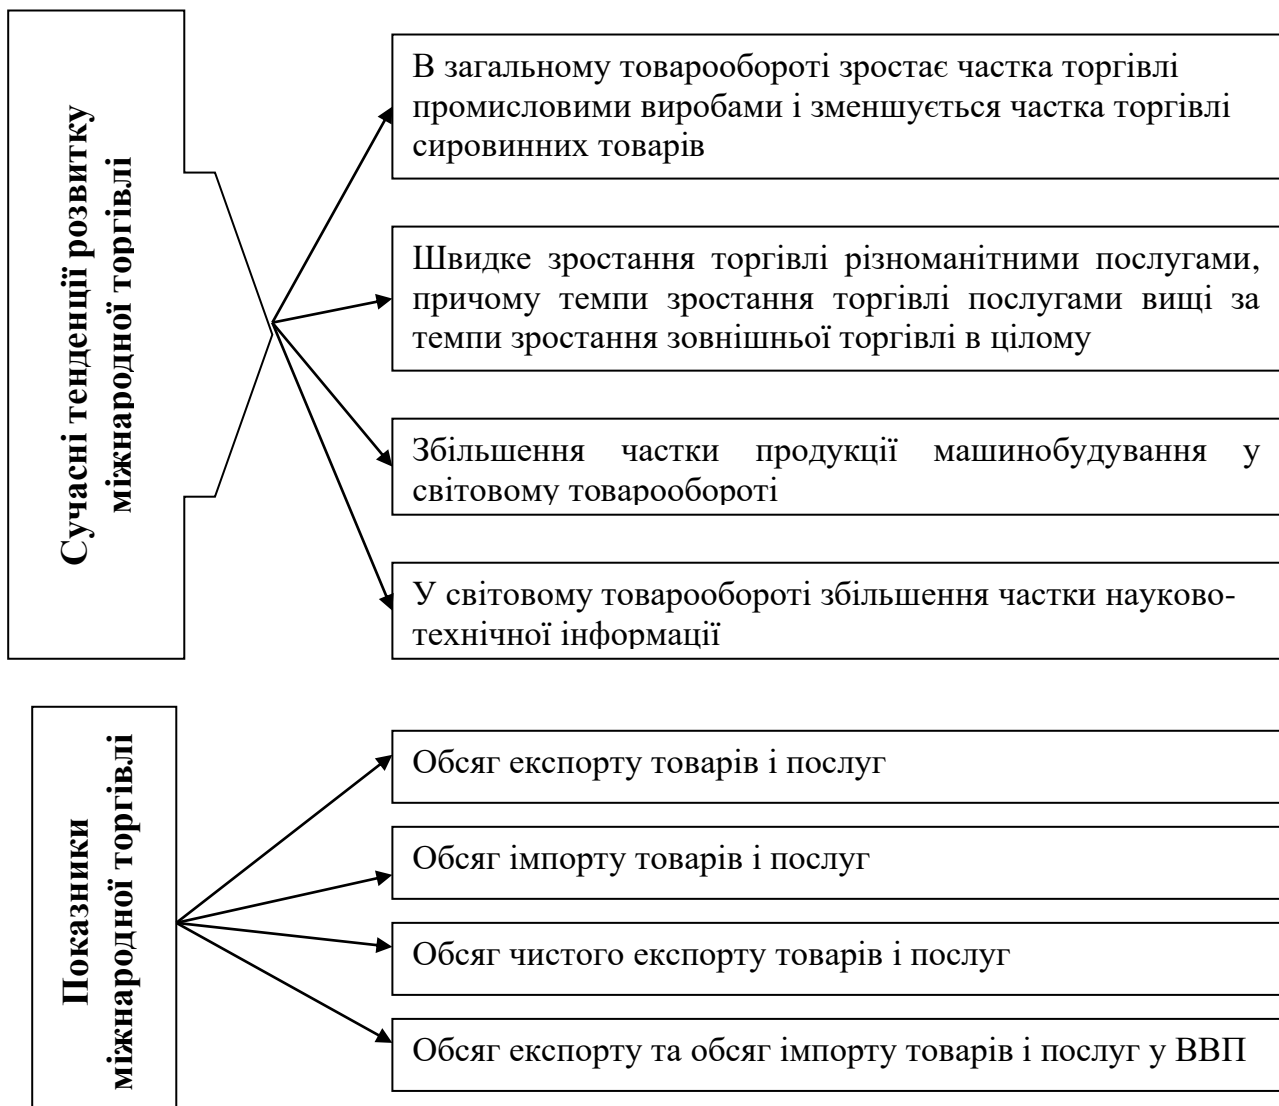 Сучасні тенденції розвитку
міжнародної торгівлі
В загальному товарообороті зростає частка торгівлі
промисловими виробами і зменшується частка торгівлі
сировинних товарів
Швидке зростання торгівлі різноманітними послугами,
причому темпи зростання торгівлі послугами вищі за
темпи зростання зовнішньої торгівлі в цілому
Збільшення частки продукції машинобудування у
світовому товарообороті
У світовому товарообороті збільшення частки науково-
технічної інформації
Показники
міжнародної торгівлі
Обсяг експорту товарів і послуг
Обсяг імпорту товарів і послуг
Обсяг чистого експорту товарів і послуг
Обсяг експорту та обсяг імпорту товарів і послуг у ВВП